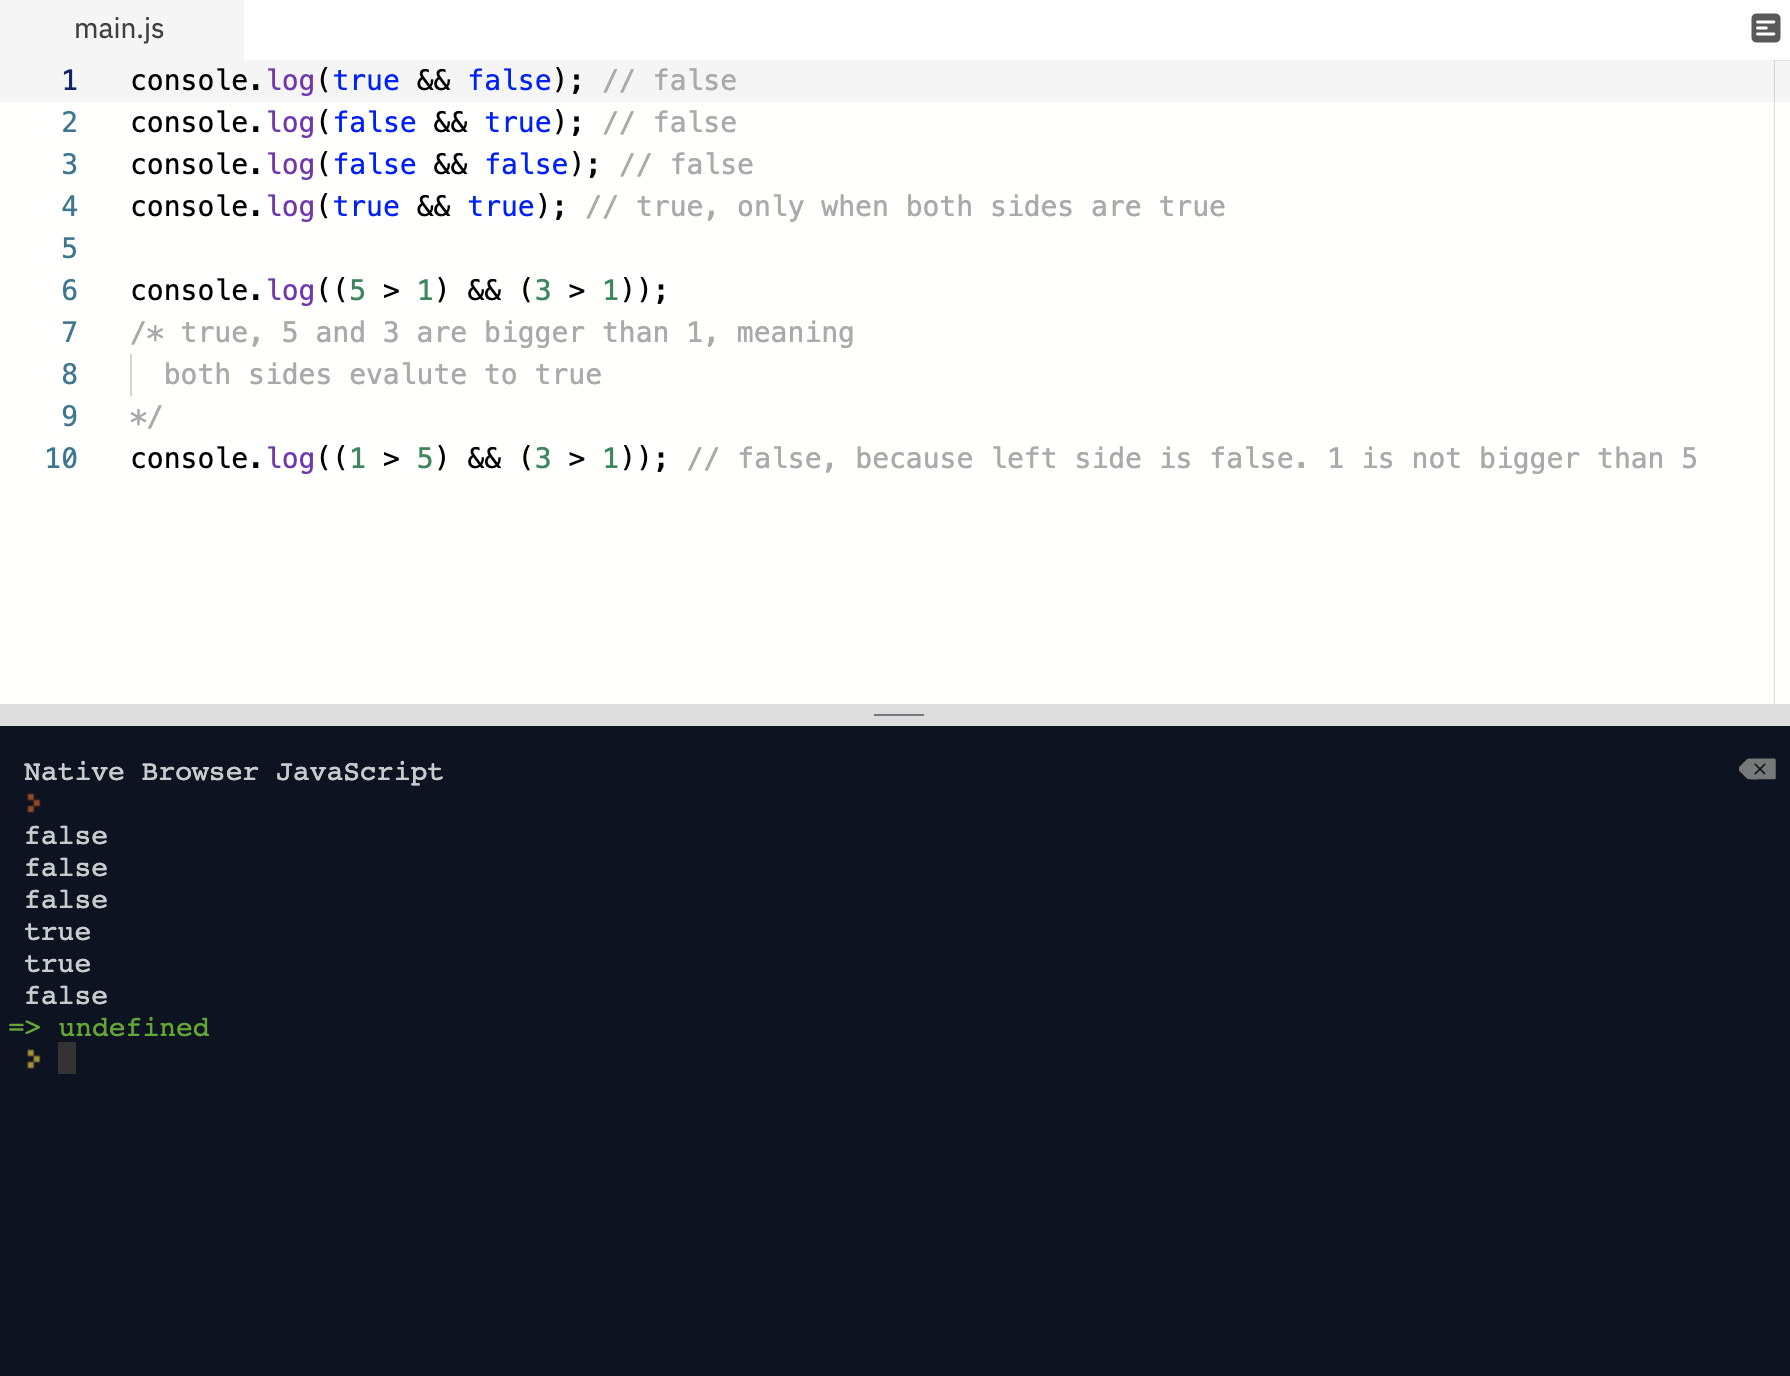 main.js
1 console.log(true && false); // false
2 console.log(false && true); // false
3 console.log(false && false); // false
4 console.log(true && true); // true, only when both sides are true
5
6 console.log((5 > 1) && (3 > 1));
7 /* true, 5 and 3 are bigger than 1, meaning
8 both sides evalute to true
9 */
10 console.log((1 > 5) && (3 > 1)); // false, because left side is false. 1 is not bigger than 5
Native Browser JavaScript
>
false
false
false
true
true
false
=> undefined
>